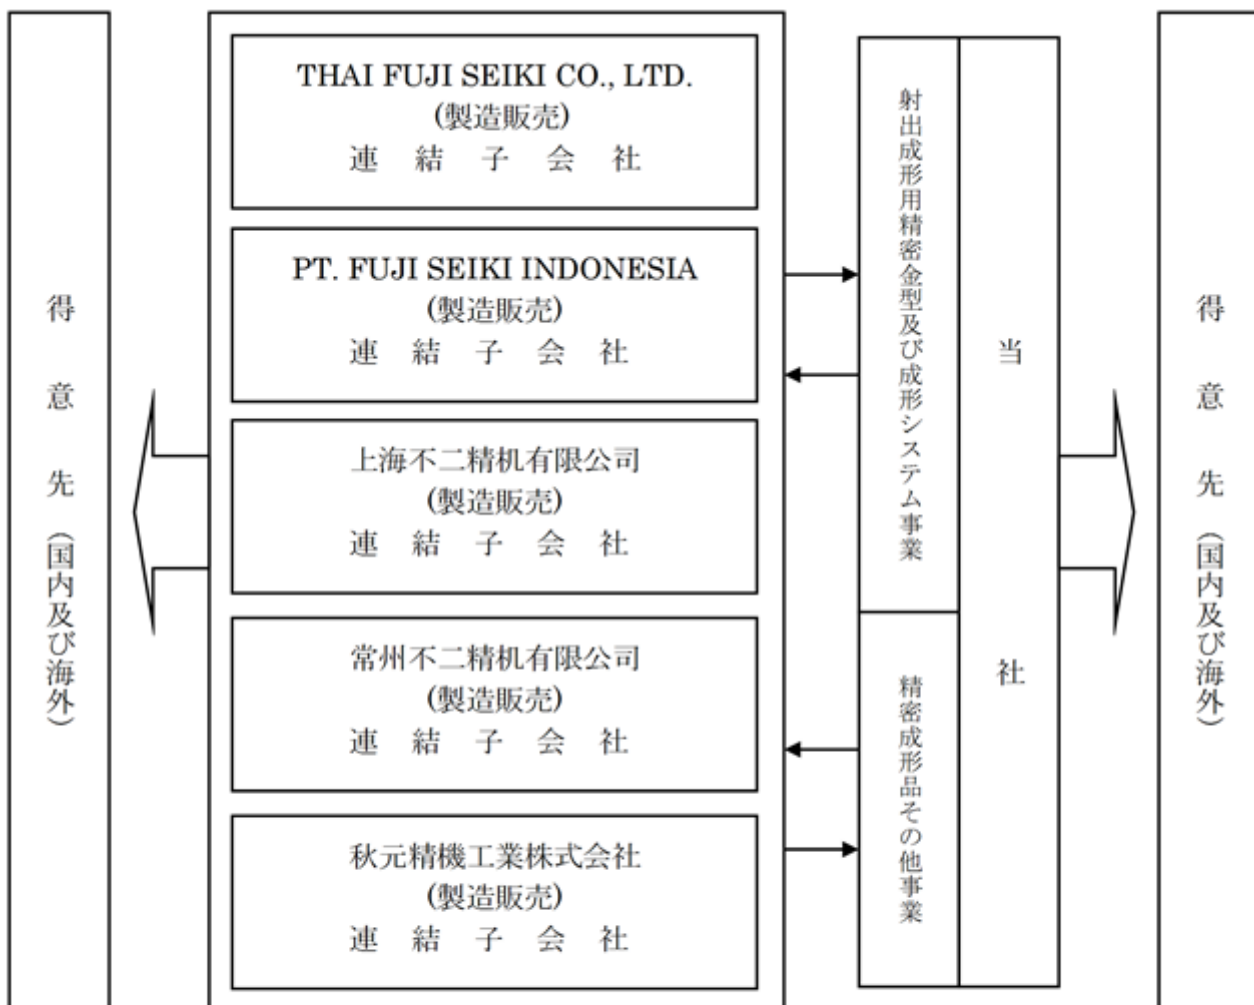 得意先（国内及び海外）
THAI FUJI SEIKI CO., LTD.
(製造販売)
連結子会社
PT. FUJI SEIKI INDONESIA
(製造販売)
連結子会社
上海不二精机有限公司
(製造販売)
連結子会社
常州不二精机有限公司
(製造販売)
連結子会社
秋元精機工業株式会社
(製造販売)
連結子会社
射出成形用精密金型及び成形システム事業
精密成形品その他事業
当社
得意先（国内及び海外）